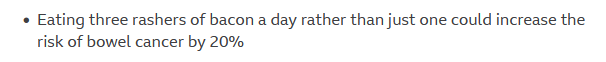 • Eating three rashers of bacon a day rather than just one could increase the
risk of bowel cancer by 20%